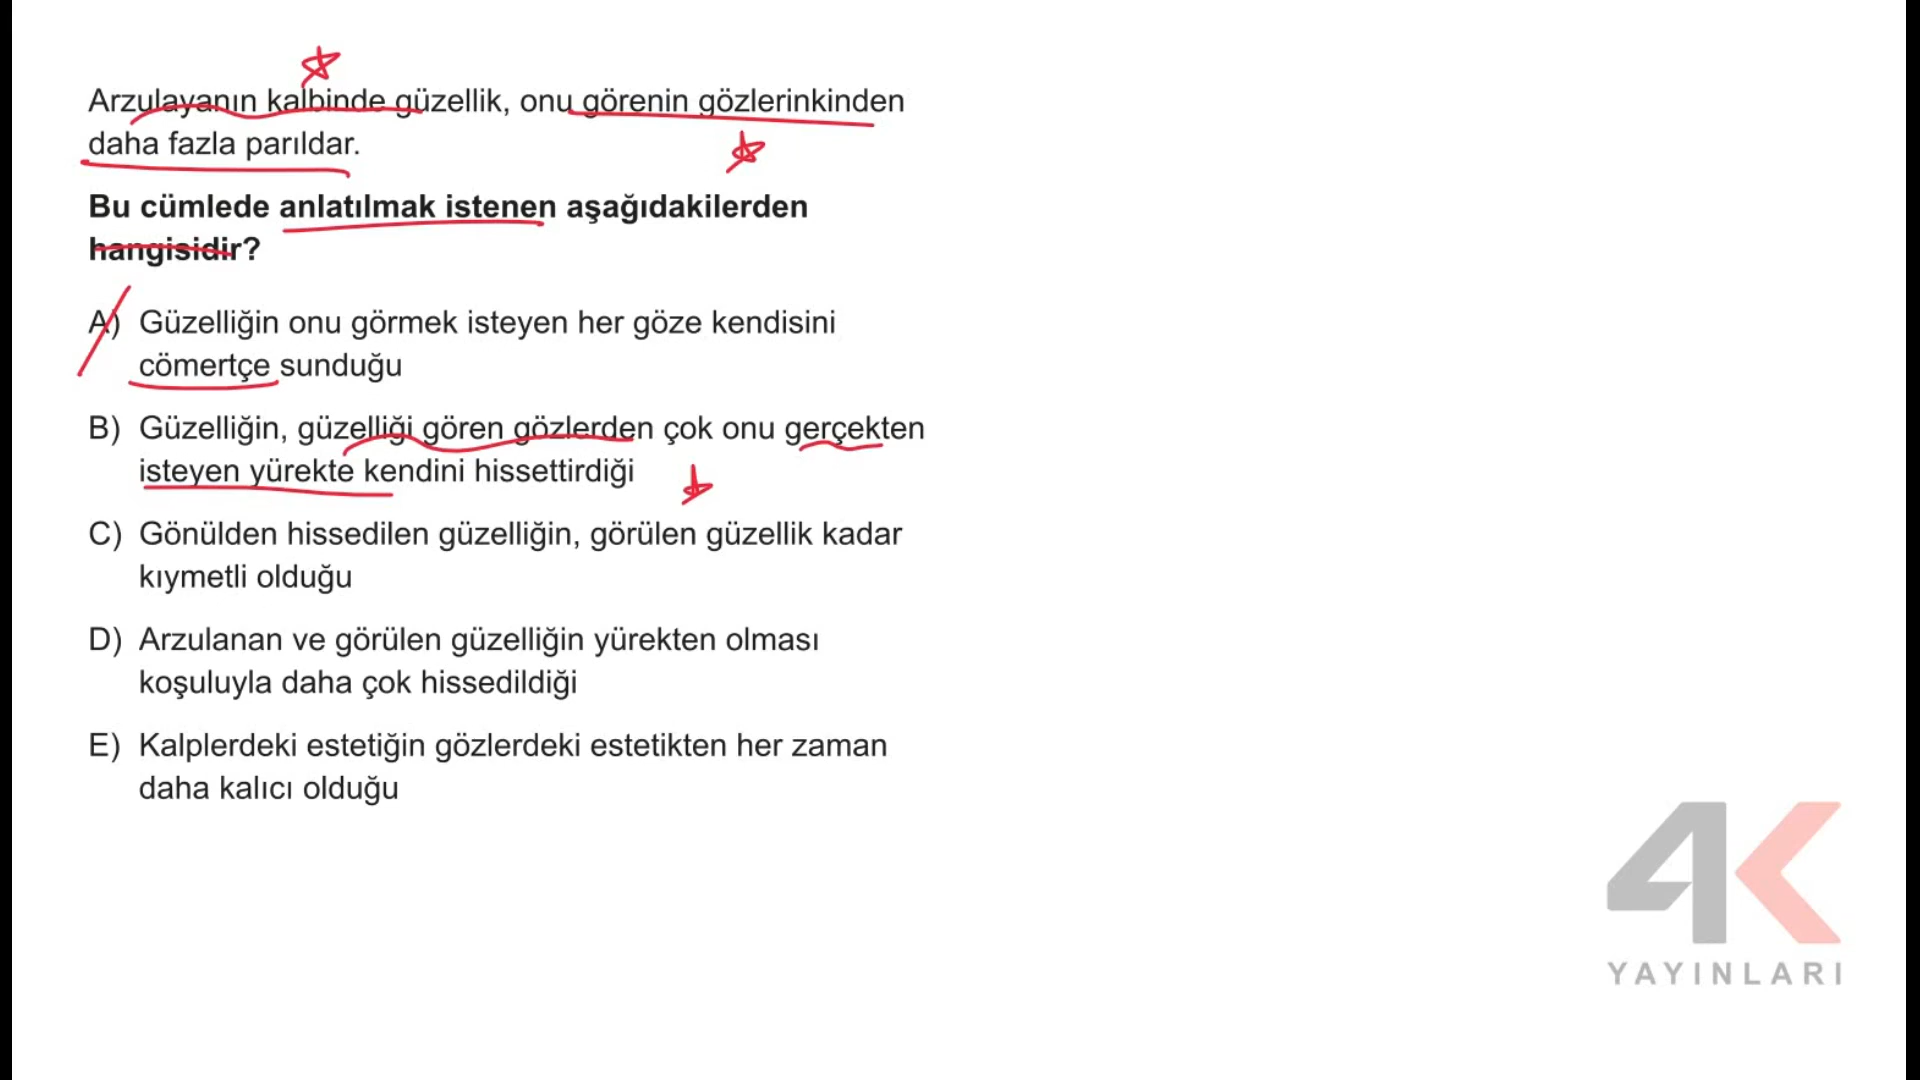 Arzulayanın kalbinde güzellik, onu görenin gözlerinkinden
daha fazla parıldar.
Bu cümlede anlatılmak istenen aşağıdakilerden
hangisidir?
A) Güzelliğin onu görmek isteyen her göze kendisini
cömertçe sunduğu
B) Güzelliğin, güzelliği gören gözlerden çok onu gerçekten
isteyen yürekte kendini hissettirdiği
C) Gönülden hissedilen güzelliğin, görülen güzellik kadar
kıymetli olduğu
D) Arzulanan ve görülen güzelliğin yürekten olması
koşuluyla daha çok hissedildiği
E) Kalplerdeki estetiğin gözlerdeki estetikten her zaman
daha kalıcı olduğu
4K
YAYINLARI